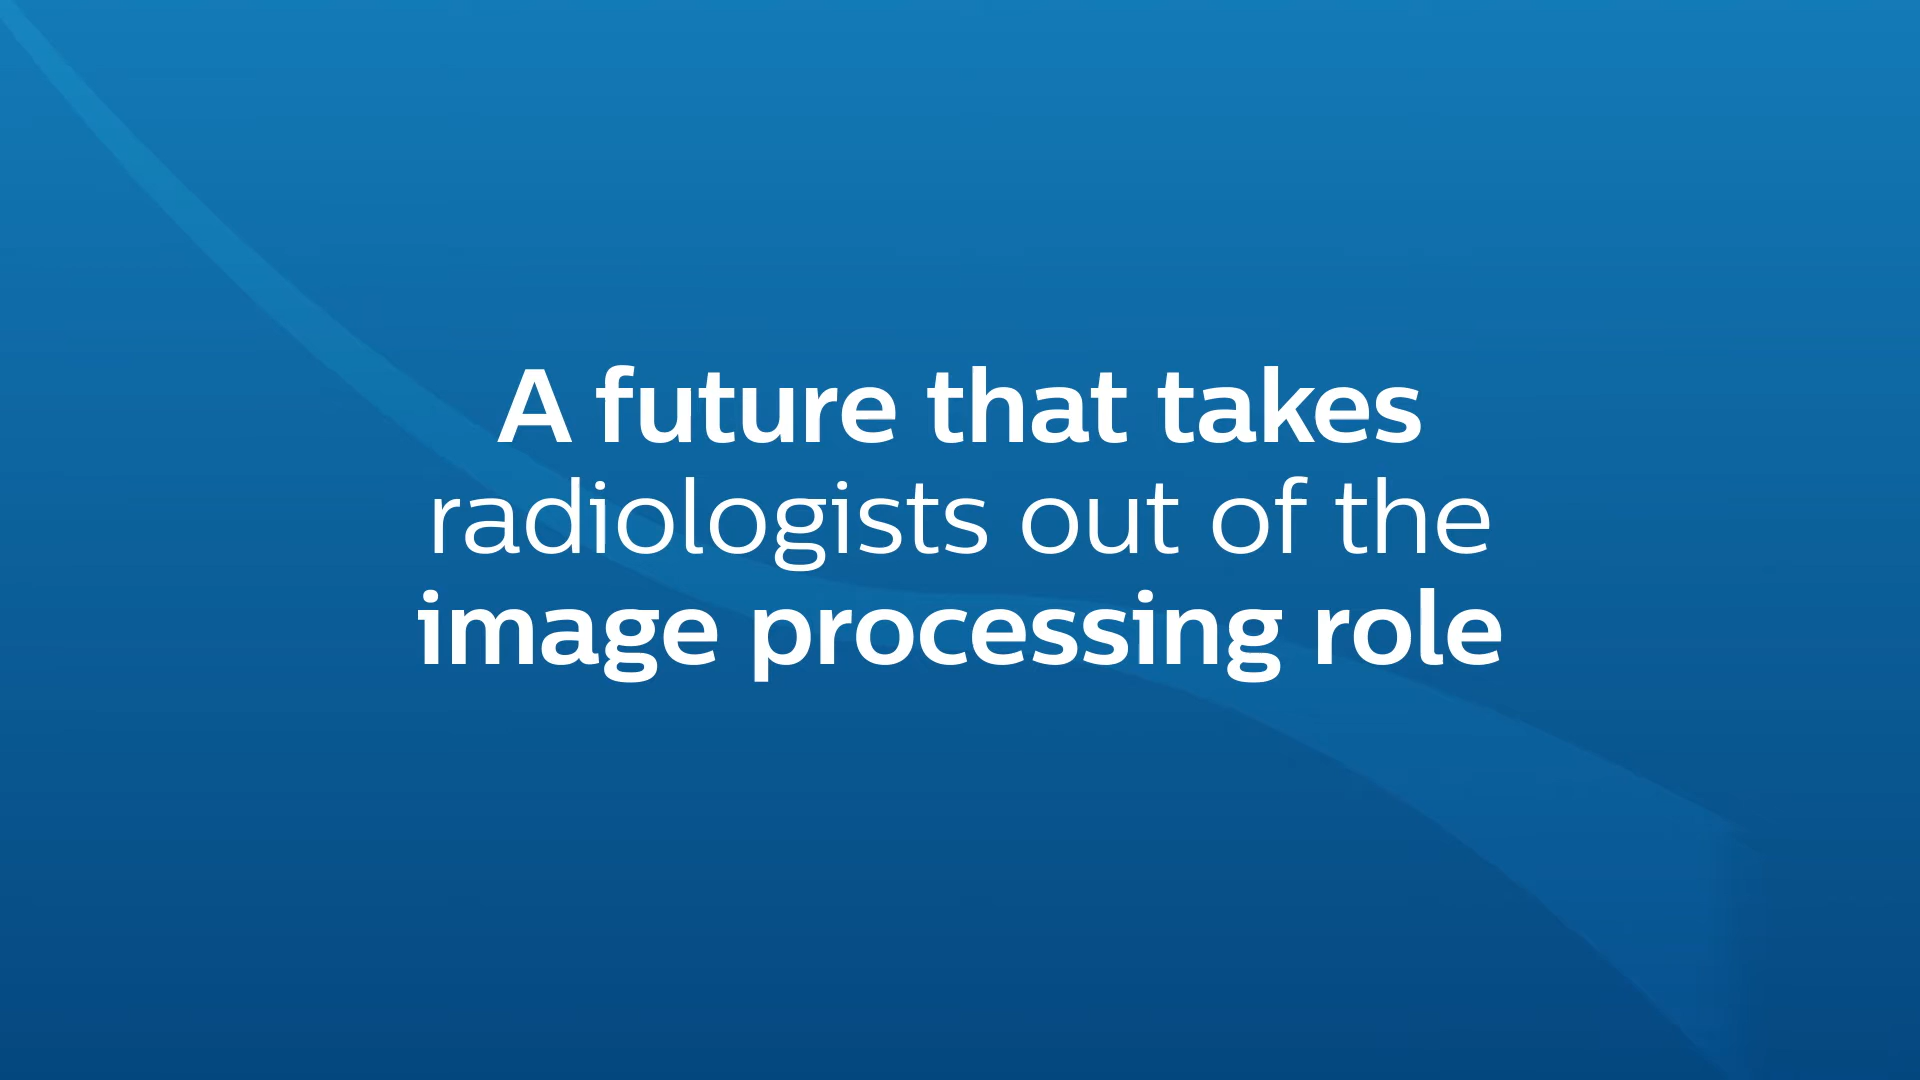 A future that takes
radiologists out of the
image processing role